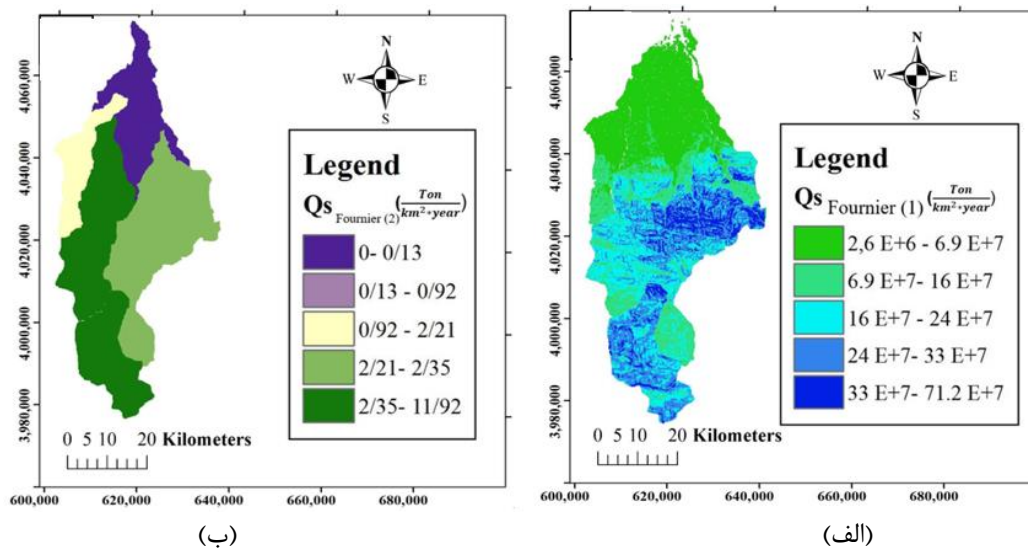 N
W E
S
Legend
Qs Fournier (2) (Ton/km²*year)
0- 0/13
0/13 - 0/92
0/92 - 2/21
2/21- 2/35
2/35- 11/92
0 5 10 20 Kilometers
4,060,000
4,040,000
4,020,000
4,000,000
3,980,000
600,000 620,000 640,000 660,000 680,000
(ب)
N
W E
S
Legend
Qs Fournier (1) (Ton/km²*year)
2,6 E+6 - 6.9 E+7
6.9 E+7- 16 E+7
16 E+7 - 24 E+7
24 E+7- 33 E+7
33 E+7- 71.2 E+7
0 5 10 20 Kilometers
4,060,000
4,040,000
4,020,000
4,000,000
3,980,000
600,000 620,000 640,000 660,000 680,000
(الف)